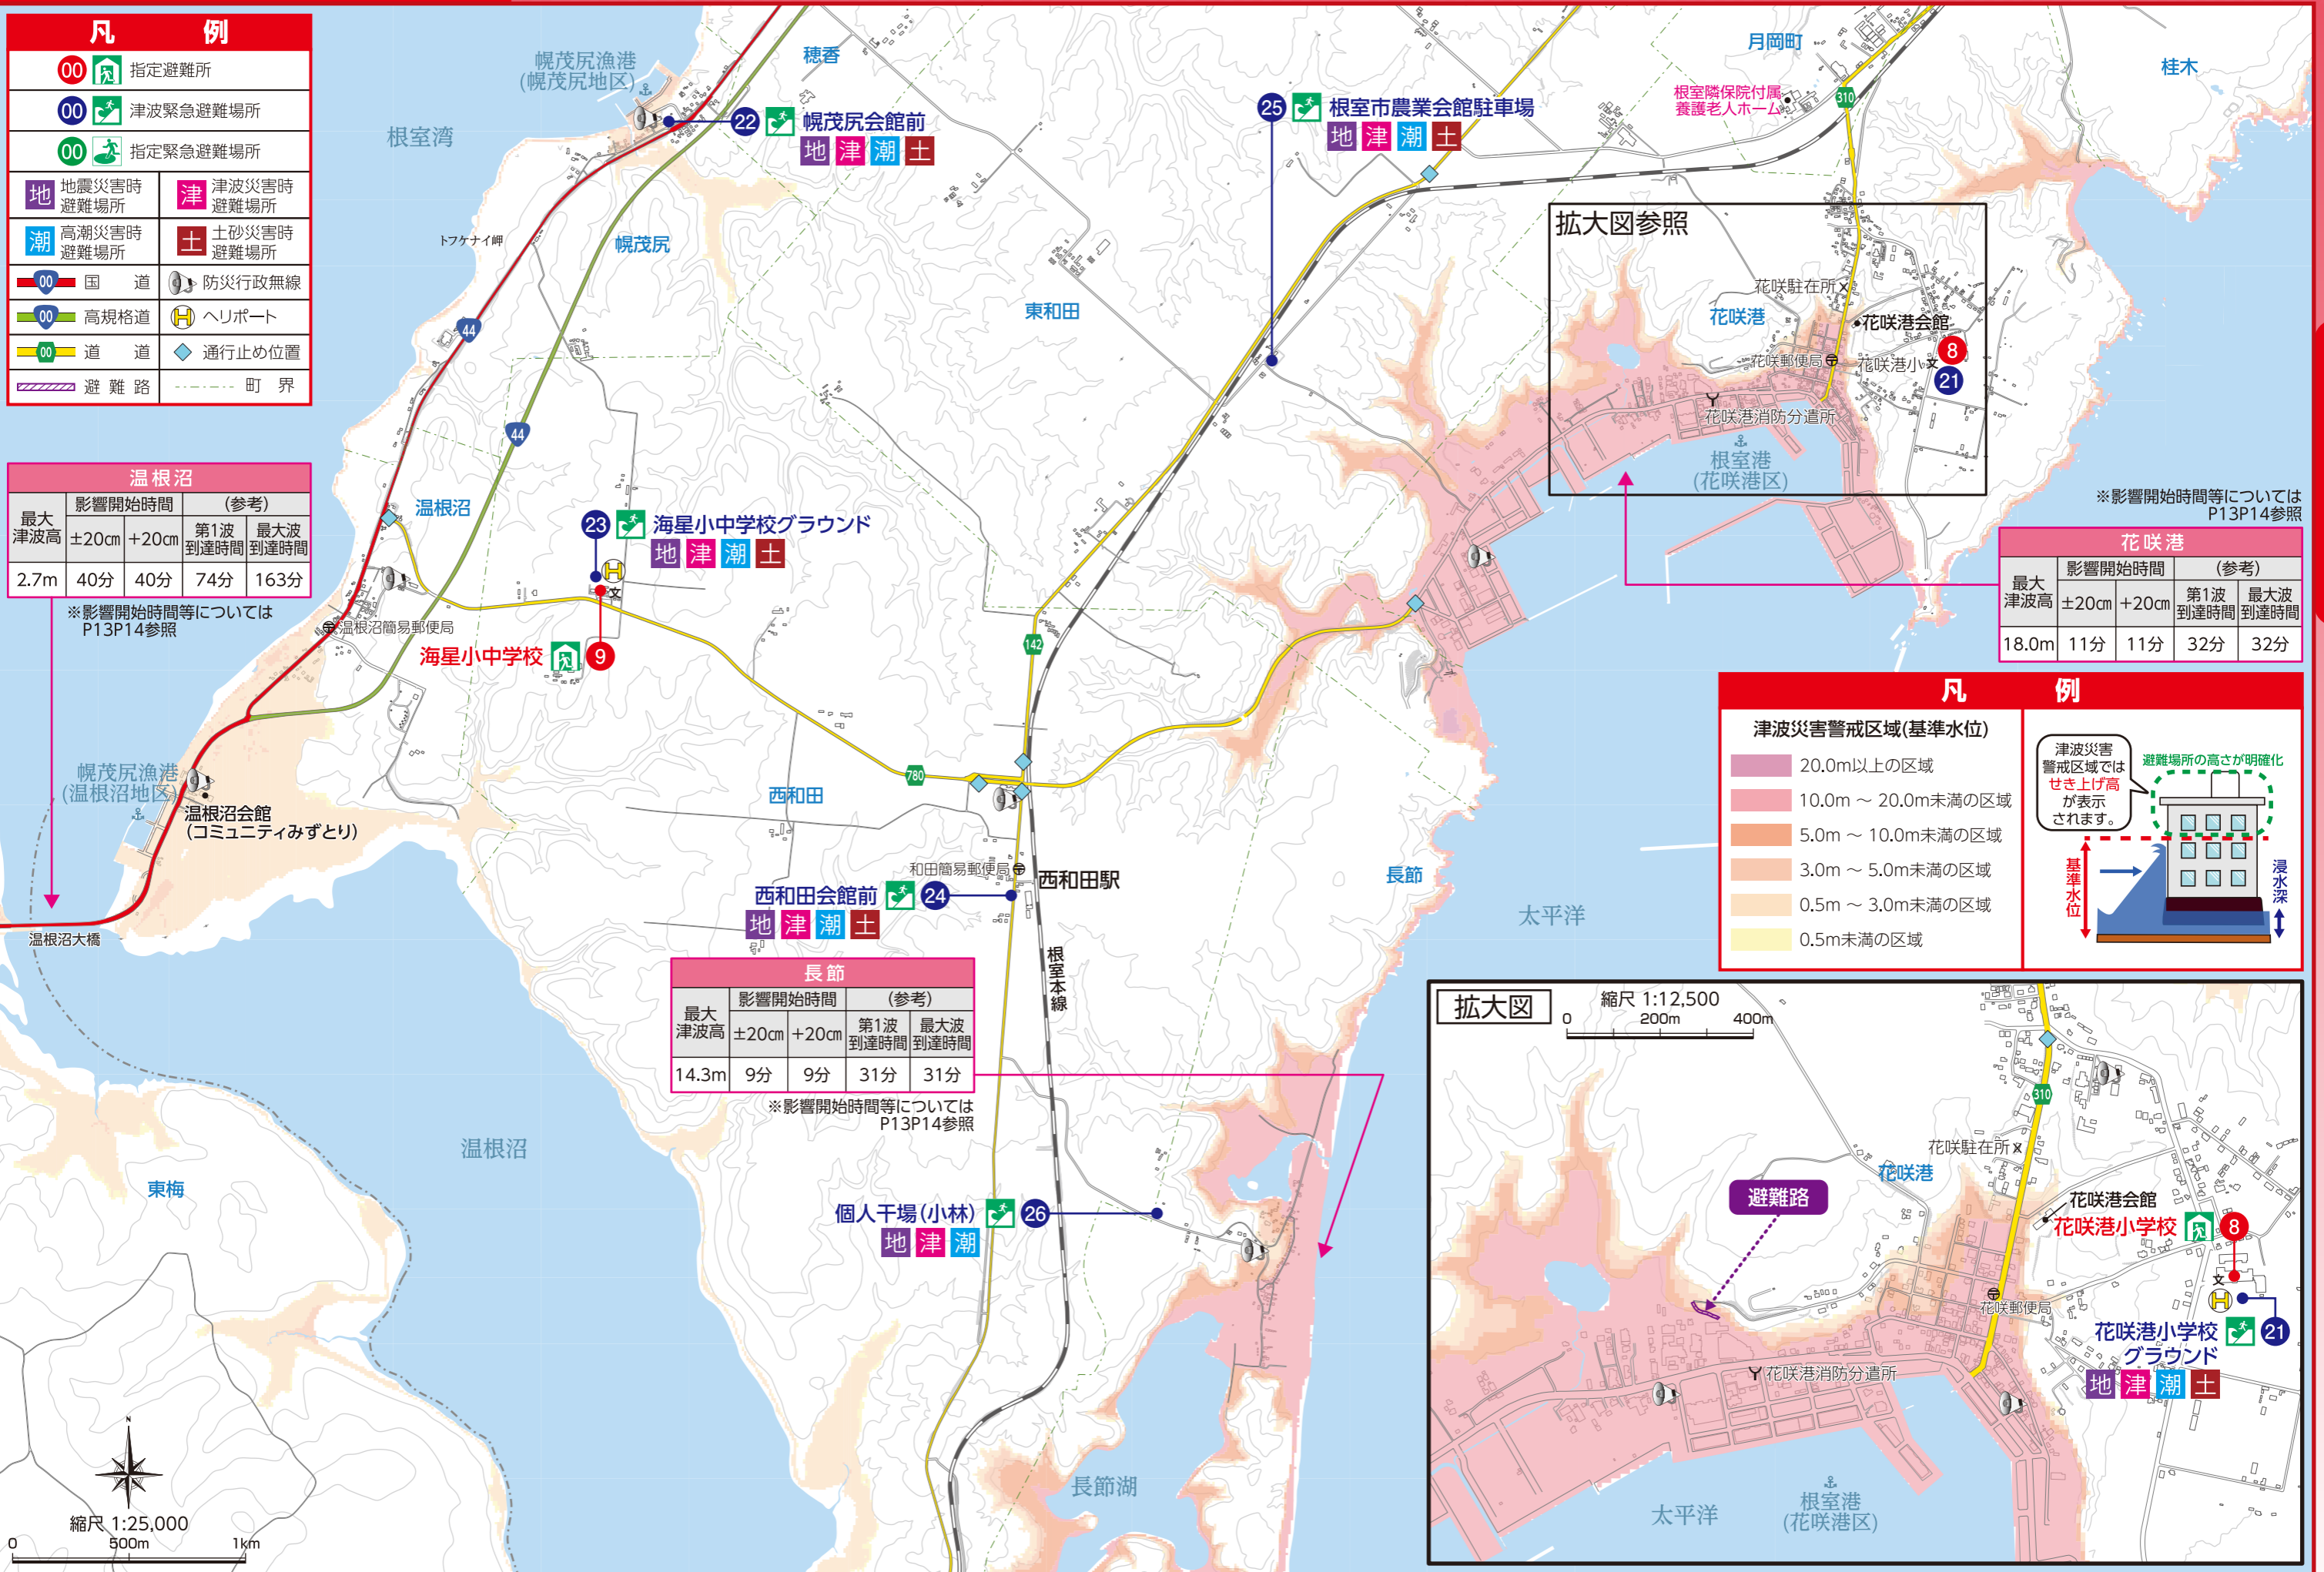 凡 例
00 指定避難所
00 津波緊急避難場所
00 指定緊急避難場所
地 地震災害時
避難場所
津 津波災害時
避難場所
潮 高潮災害時
避難場所
土 土砂災害時
避難場所
00 国 道
防災行政無線
00 高規格道
H ヘリポート
00 道 道
通行止め位置
避 難 路
町 界
幌茂尻漁港
(幌茂尻地区)
穂香
根室湾
22 幌茂尻会館前
地 津 潮 土
25 根室市農業会館駐車場
地 津 潮 土
月岡町
桂木
根室隣保院付属
養護老人ホーム
310
トフケナイ岬
幌茂尻
44
44
東和田
拡大図参照
花咲駐在所
花咲港
花咲港会館
花咲郵便局
花咲港小
文
8
21
花咲港消防分遣所
根室港
(花咲港区)
温根沼
最大
津波高
影響開始時間
(参考)
±20cm
+20cm
第1波
到達時間
最大波
到達時間
2.7m 40分 40分 74分 163分
※影響開始時間等については
P13P14参照
温根沼
23 海星小中学校グラウンド
地 津 潮 土
H
文
海星小中学校 9
温根沼簡易郵便局
142
※影響開始時間等については
P13P14参照
花咲港
最大
津波高
影響開始時間
(参考)
±20cm
+20cm
第1波
到達時間
最大波
到達時間
18.0m 11分 11分 32分 32分
幌茂尻漁港
(温根沼地区)
温根沼会館
(コミュニティみずとり)
温根沼大橋
780
西和田
和田簡易郵便局
西和田駅
西和田会館前 24
地 津 潮 土
根室本線
長節
太平洋
凡 例
津波災害警戒区域(基準水位)
20.0m以上の区域
10.0m ～ 20.0m未満の区域
5.0m ～ 10.0m未満の区域
3.0m ～ 5.0m未満の区域
0.5m ～ 3.0m未満の区域
0.5m未満の区域
津波災害
警戒区域では
せき上げ高
が表示
されます。
避難場所の高さが明確化
基準水位
浸水深
長節
最大
津波高
影響開始時間
(参考)
±20cm
+20cm
第1波
到達時間
最大波
到達時間
14.3m 9分 9分 31分 31分
※影響開始時間等については
P13P14参照
温根沼
東梅
個人干場(小林) 26
地 津 潮
長節湖
N
縮尺 1:25,000
0 500m 1km
拡大図
縮尺 1:12,500
0 200m 400m
310
花咲駐在所
花咲港
避難路
花咲港会館
花咲港小学校 8
文
H
花咲郵便局
花咲港小学校 21
グラウンド
地 津 潮 土
花咲港消防分遣所
太平洋
根室港
(花咲港区)